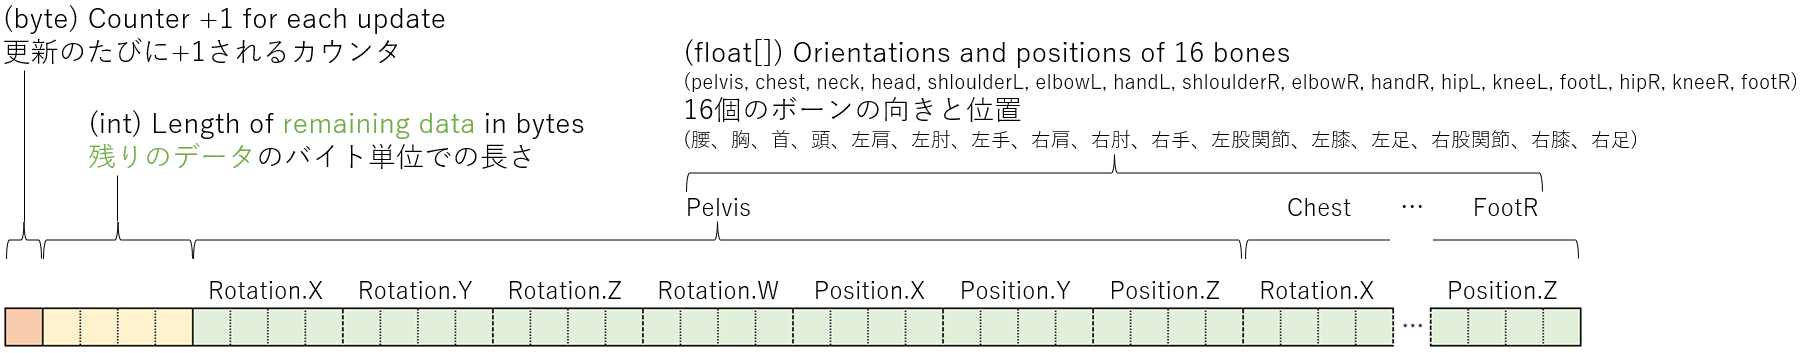 (byte) Counter +1 for each update
更新のたびに+1されるカウンタ
(int) Length of remaining data in bytes
残りのデータのバイト単位での長さ
(float[]) Orientations and positions of 16 bones
(pelvis, chest, neck, head, shloulderL, elbowL, handL, shloulderR, elbowR, handR, hipL, kneeL, footL, hipR, kneeR, footR)
16個のボーンの向きと位置
(腰、胸、首、頭、左肩、左肘、左手、右肩、右肘、右手、左股関節、左膝、左足、右股関節、右膝、右足)
Pelvis Chest … FootR
Rotation.X Rotation.Y Rotation.Z Rotation.W Position.X Position.Y Position.Z Rotation.X Position.Z
…